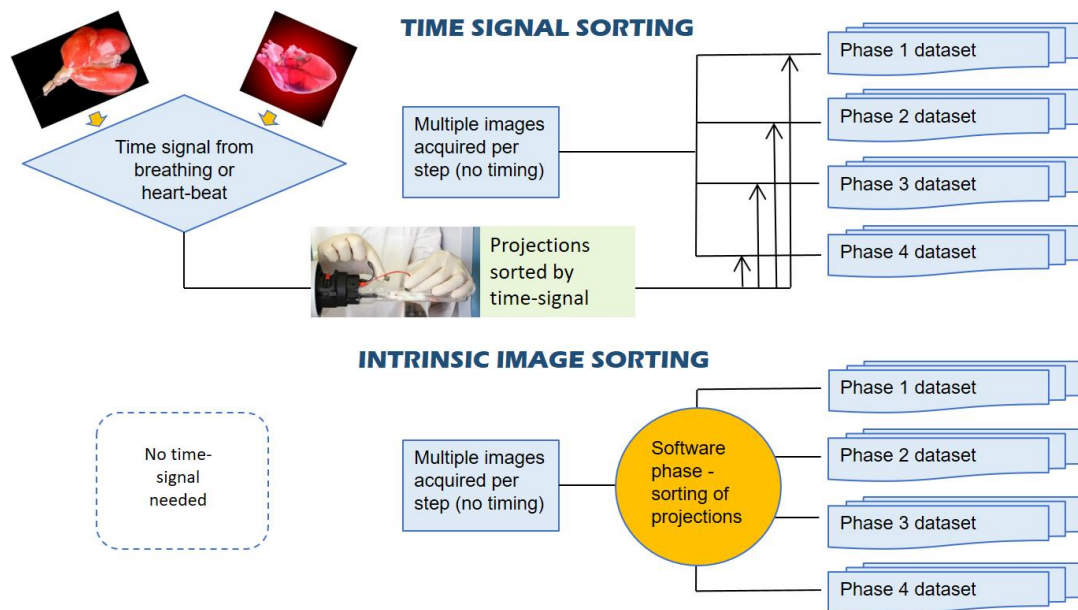 TIME SIGNAL SORTING
Time signal from
breathing or
heart-beat
Multiple images
acquired per
step (no timing)
Projections
sorted by
time-signal
Phase 1 dataset
Phase 2 dataset
Phase 3 dataset
Phase 4 dataset
INTRINSIC IMAGE SORTING
No time-
signal
needed
Multiple images
acquired per
step (no timing)
Software
phase -
sorting of
projections
Phase 1 dataset
Phase 2 dataset
Phase 3 dataset
Phase 4 dataset